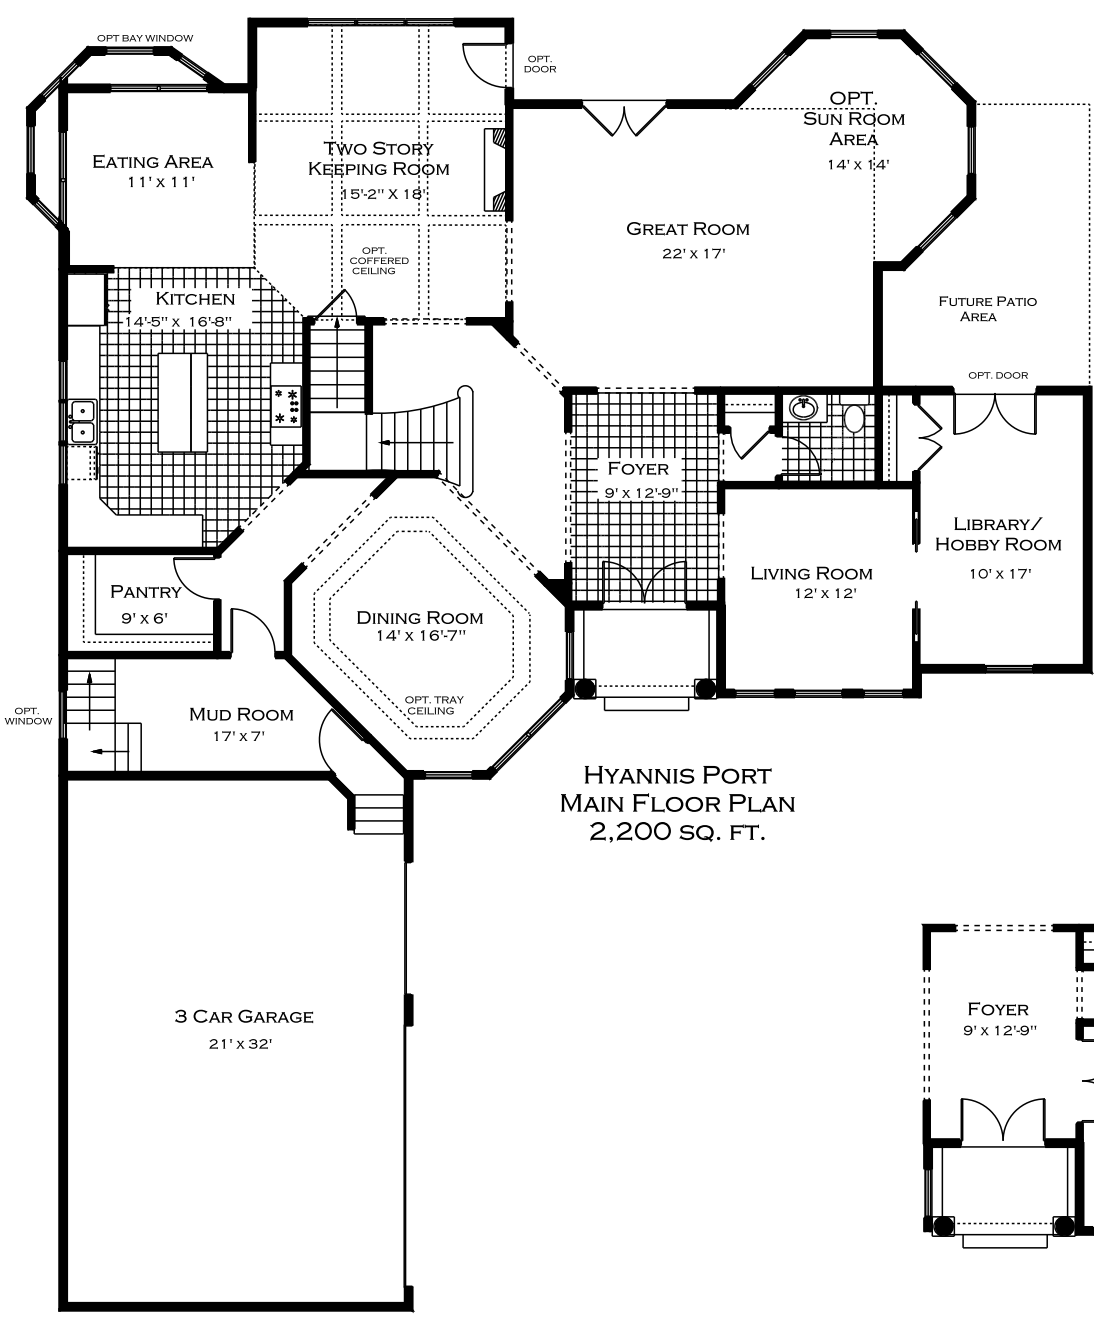 OPT BAY WINDOW
OPT.
DOOR
EATING AREA
11' X 11'
TWO STORY
KEEPING ROOM
15'-2" X 18'
OPT.
COFFERED
CEILING
OPT.
SUN ROOM
AREA
14' X 14'
GREAT ROOM
22' X 17'
FUTURE PATIO
AREA
OPT. DOOR
KITCHEN
14'-5" X 16'-8"
FOYER
9' X 12'-9"
LIBRARY/
HOBBY ROOM
10' X 17'
LIVING ROOM
12' X 12'
PANTRY
9' X 6'
DINING ROOM
14' X 16'-7"
OPT. TRAY
CEILING
OPT.
WINDOW
MUD ROOM
17' X 7'
HYANNIS PORT
MAIN FLOOR PLAN
2,200 SQ. FT.
3 CAR GARAGE
21' X 32'
FOYER
9' X 12'-9"